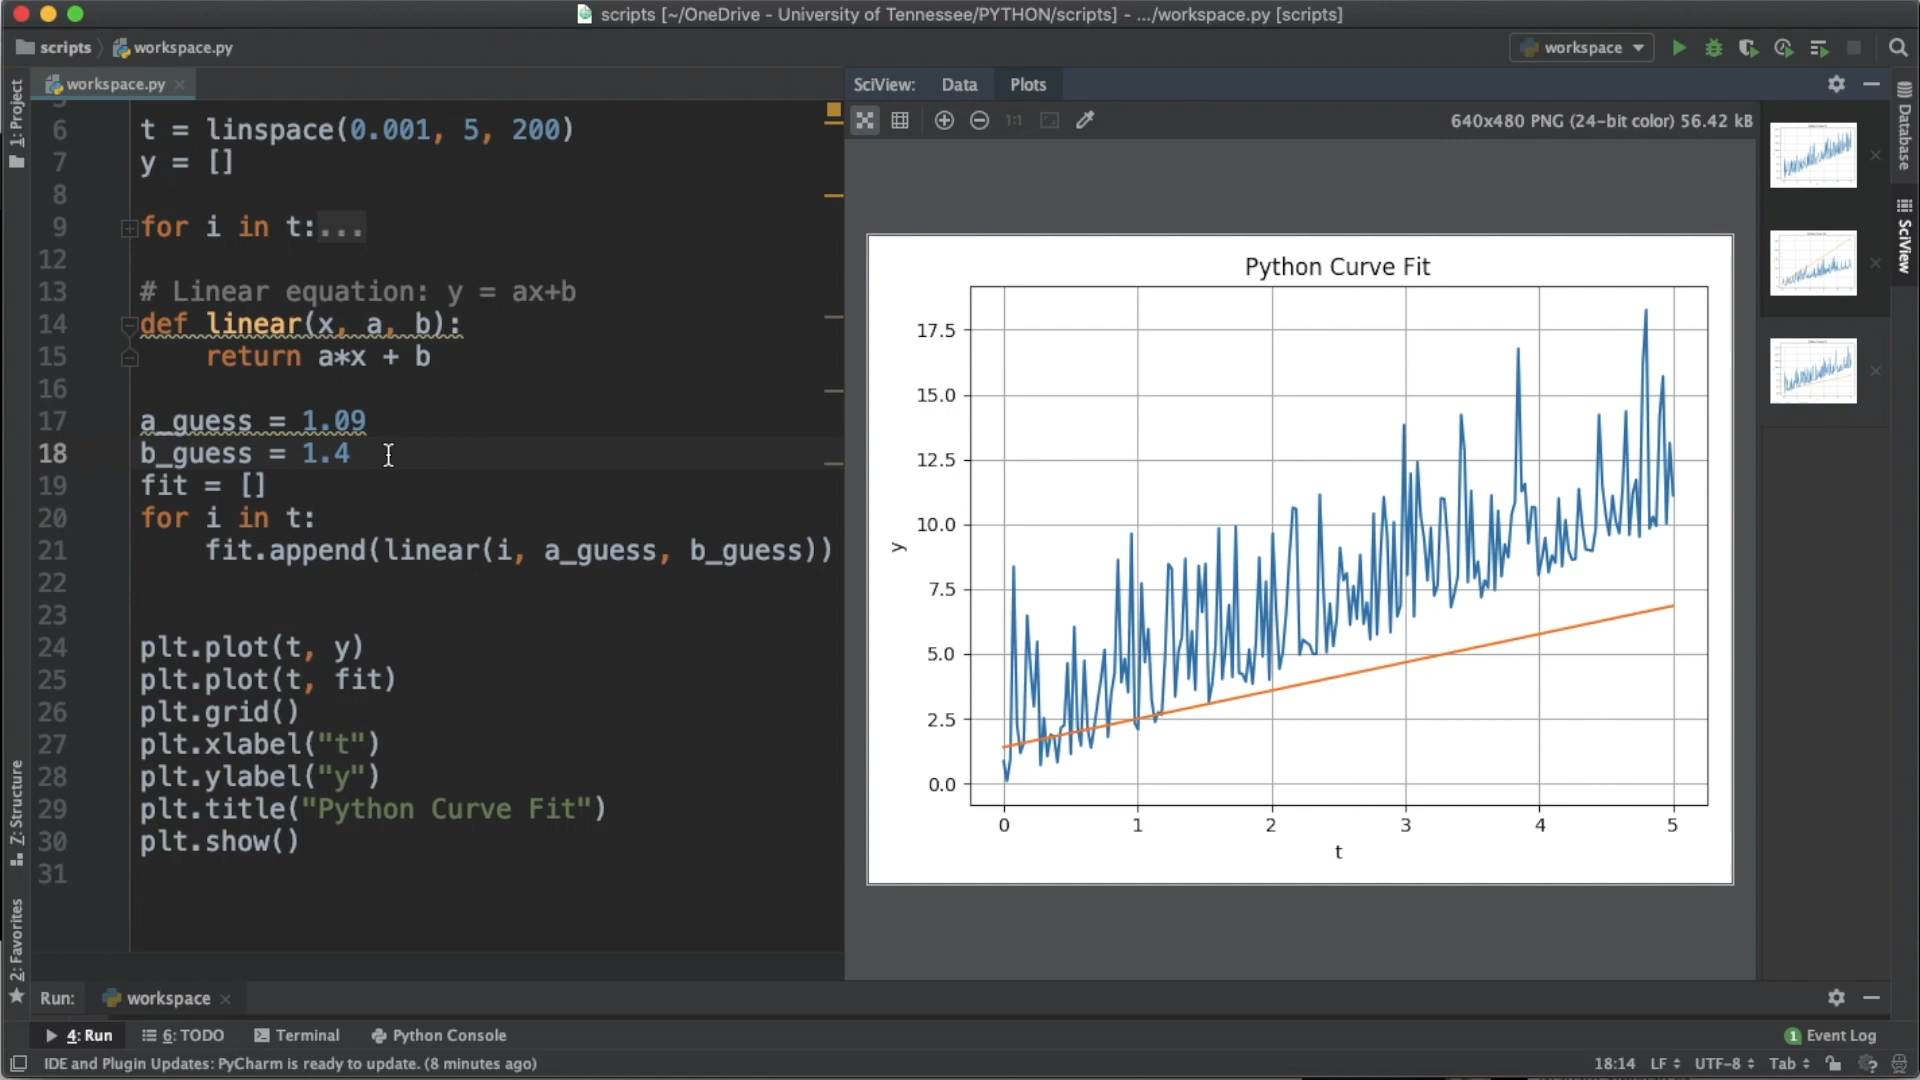 scripts [~/OneDrive - University of Tennessee/PYTHON/scripts] - .../workspace.py [scripts]
scripts
workspace.py
workspace
workspace.py
SciView:
Data
Plots
1: Project
Database
SciView
6 t = linspace(0.001, 5, 200)
7 y = []
8
9 for i in t:...
12
13 # Linear equation: y = ax+b
14 def linear(x, a, b):
15 return a*x + b
16
17 a_guess = 1.09
18 b_guess = 1.4
19 fit = []
20 for i in t:
21 fit.append(linear(i, a_guess, b_guess))
22
23
24 plt.plot(t, y)
25 plt.plot(t, fit)
26 plt.grid()
27 plt.xlabel("t")
28 plt.ylabel("y")
29 plt.title("Python Curve Fit")
30 plt.show()
31
1:1
640x480 PNG (24-bit color) 56.42 kB
Python Curve Fit
17.5
15.0
12.5
10.0
7.5
5.0
2.5
0.0
y
0 1 2 3 4 5
t
Z: Structure
2: Favorites
Run:
workspace
4: Run
6: TODO
Terminal
Python Console
1 Event Log
IDE and Plugin Updates: PyCharm is ready to update. (8 minutes ago)
18:14 LF UTF-8 Tab